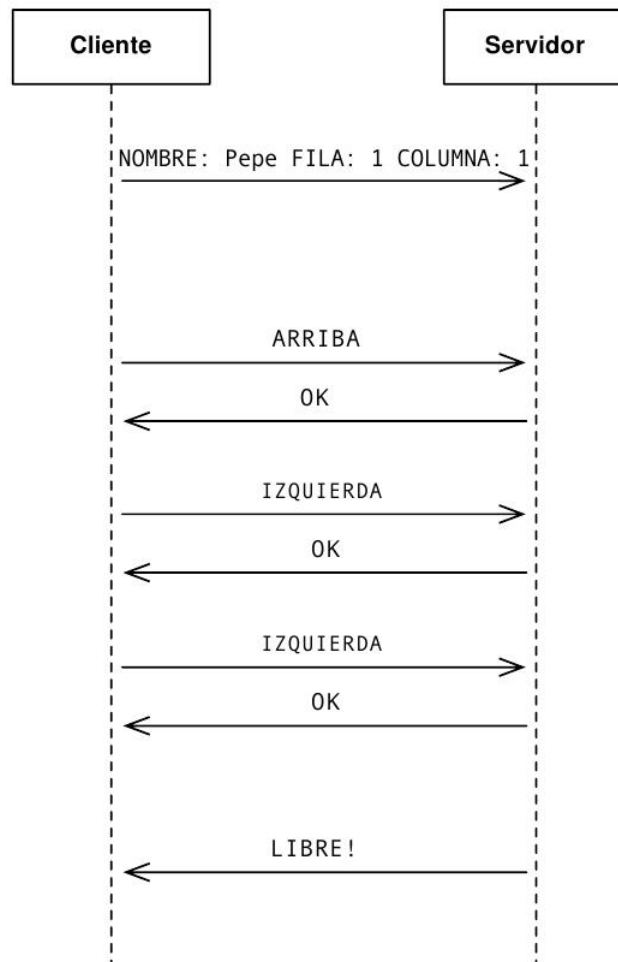 Cliente
Servidor
NOMBRE: Pepe FILA: 1 COLUMNA: 1
ARRIBA
OK
IZQUIERDA
OK
IZQUIERDA
OK
LIBRE!